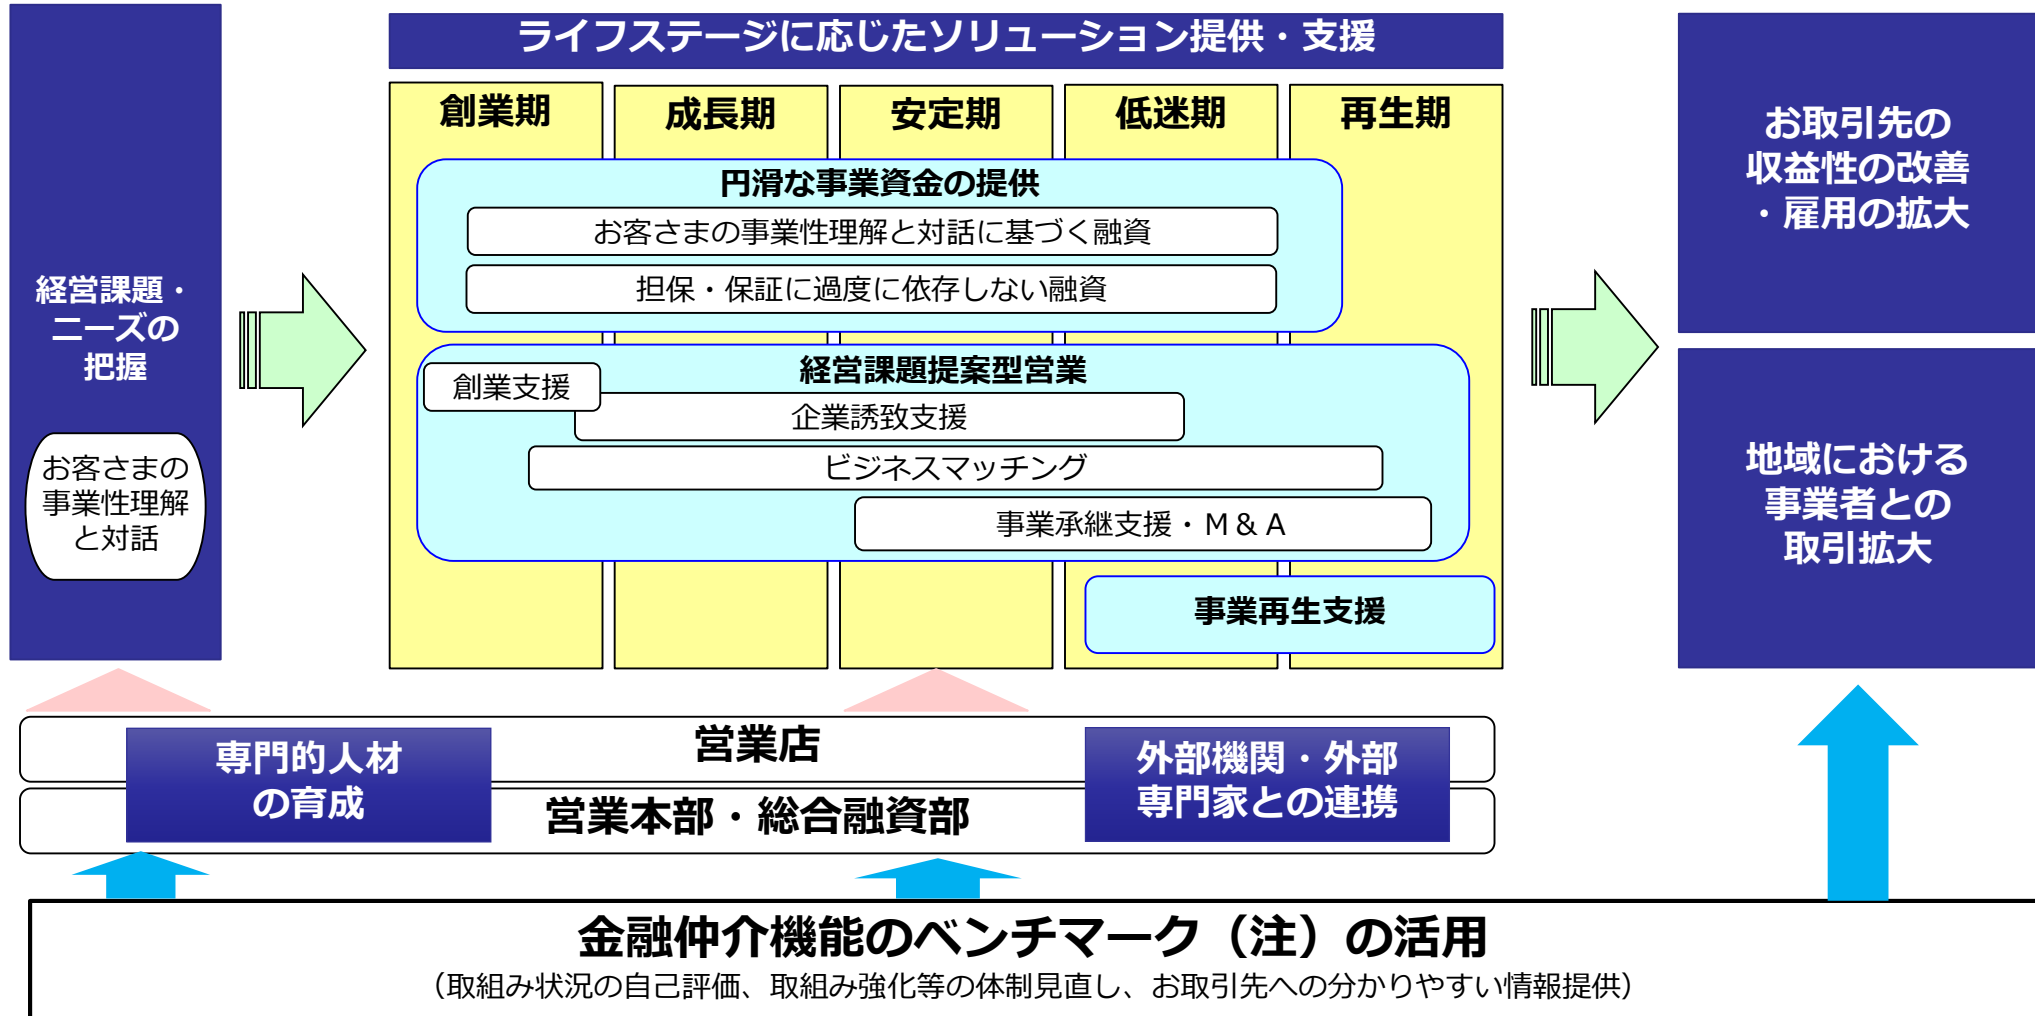 ライフステージに応じたソリューション提供・支援
経営課題・
ニーズの
把握
お客さまの
事業性理解
と対話
創業期
成長期
安定期
低迷期
再生期
円滑な事業資金の提供
お客さまの事業性理解と対話に基づく融資
担保・保証に過度に依存しない融資
経営課題提案型営業
創業支援
企業誘致支援
ビジネスマッチング
事業承継支援・Ｍ＆Ａ
事業再生支援
お取引先の
収益性の改善
・雇用の拡大
地域における
事業者との
取引拡大
営業店
営業本部・総合融資部
専門的人材
の育成
外部機関・外部
専門家との連携
金融仲介機能のベンチマーク（注）の活用
（取組み状況の自己評価、取組み強化等の体制見直し、お取引先への分かりやすい情報提供）